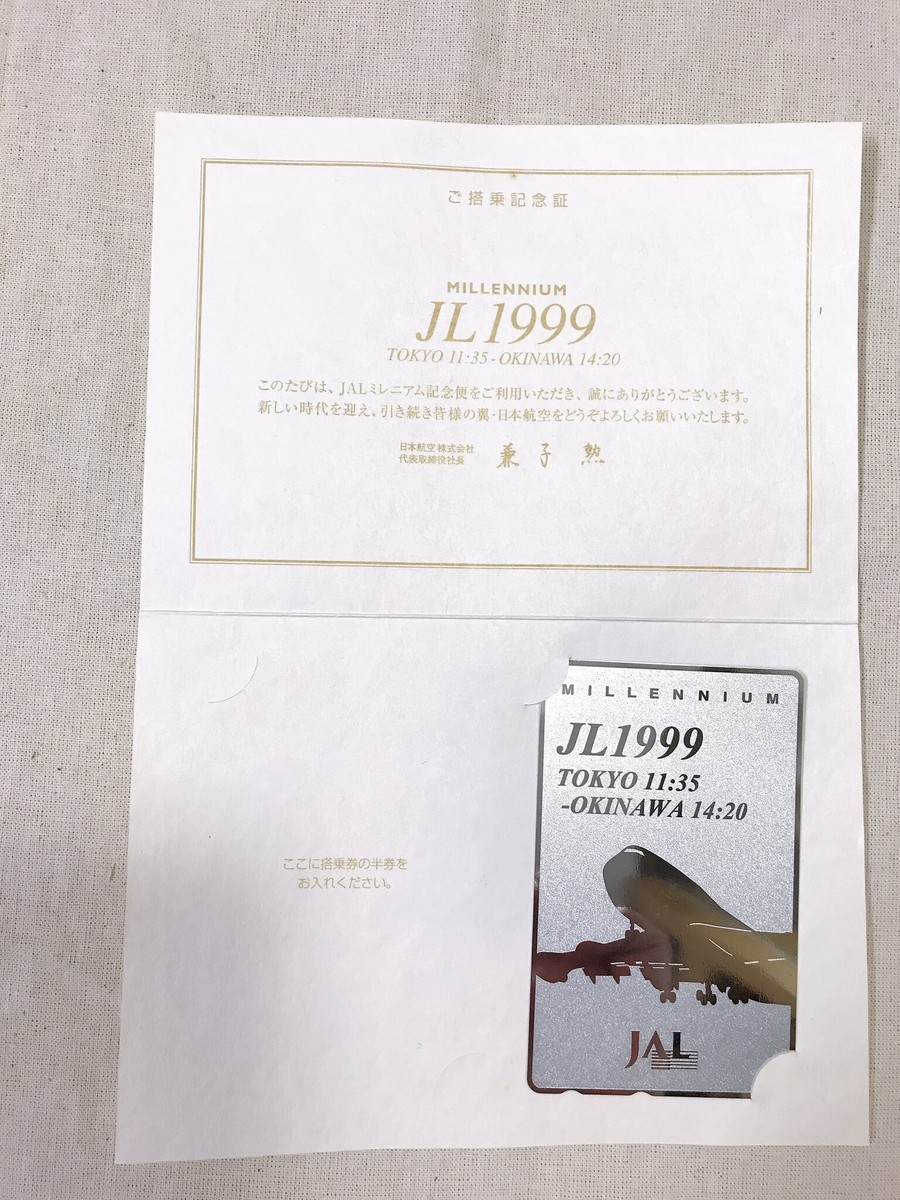 ご搭乗記念証
MILLENNIUM
JL1999
TOKYO 11:35-OKINAWA 14:20
このたびは、JALミレニアム記念便をご利用いただき、誠にありがとうございます。
新しい時代を迎え、引き続き皆様の翼・日本航空をどうぞよろしくお願いいたします。
日本航空株式会社
代表取締役社長 兼子 勲
MILLENNIUM
JL1999
TOKYO 11:35
-OKINAWA 14:20
JAL
ここに搭乗券の半券を
お入れください。